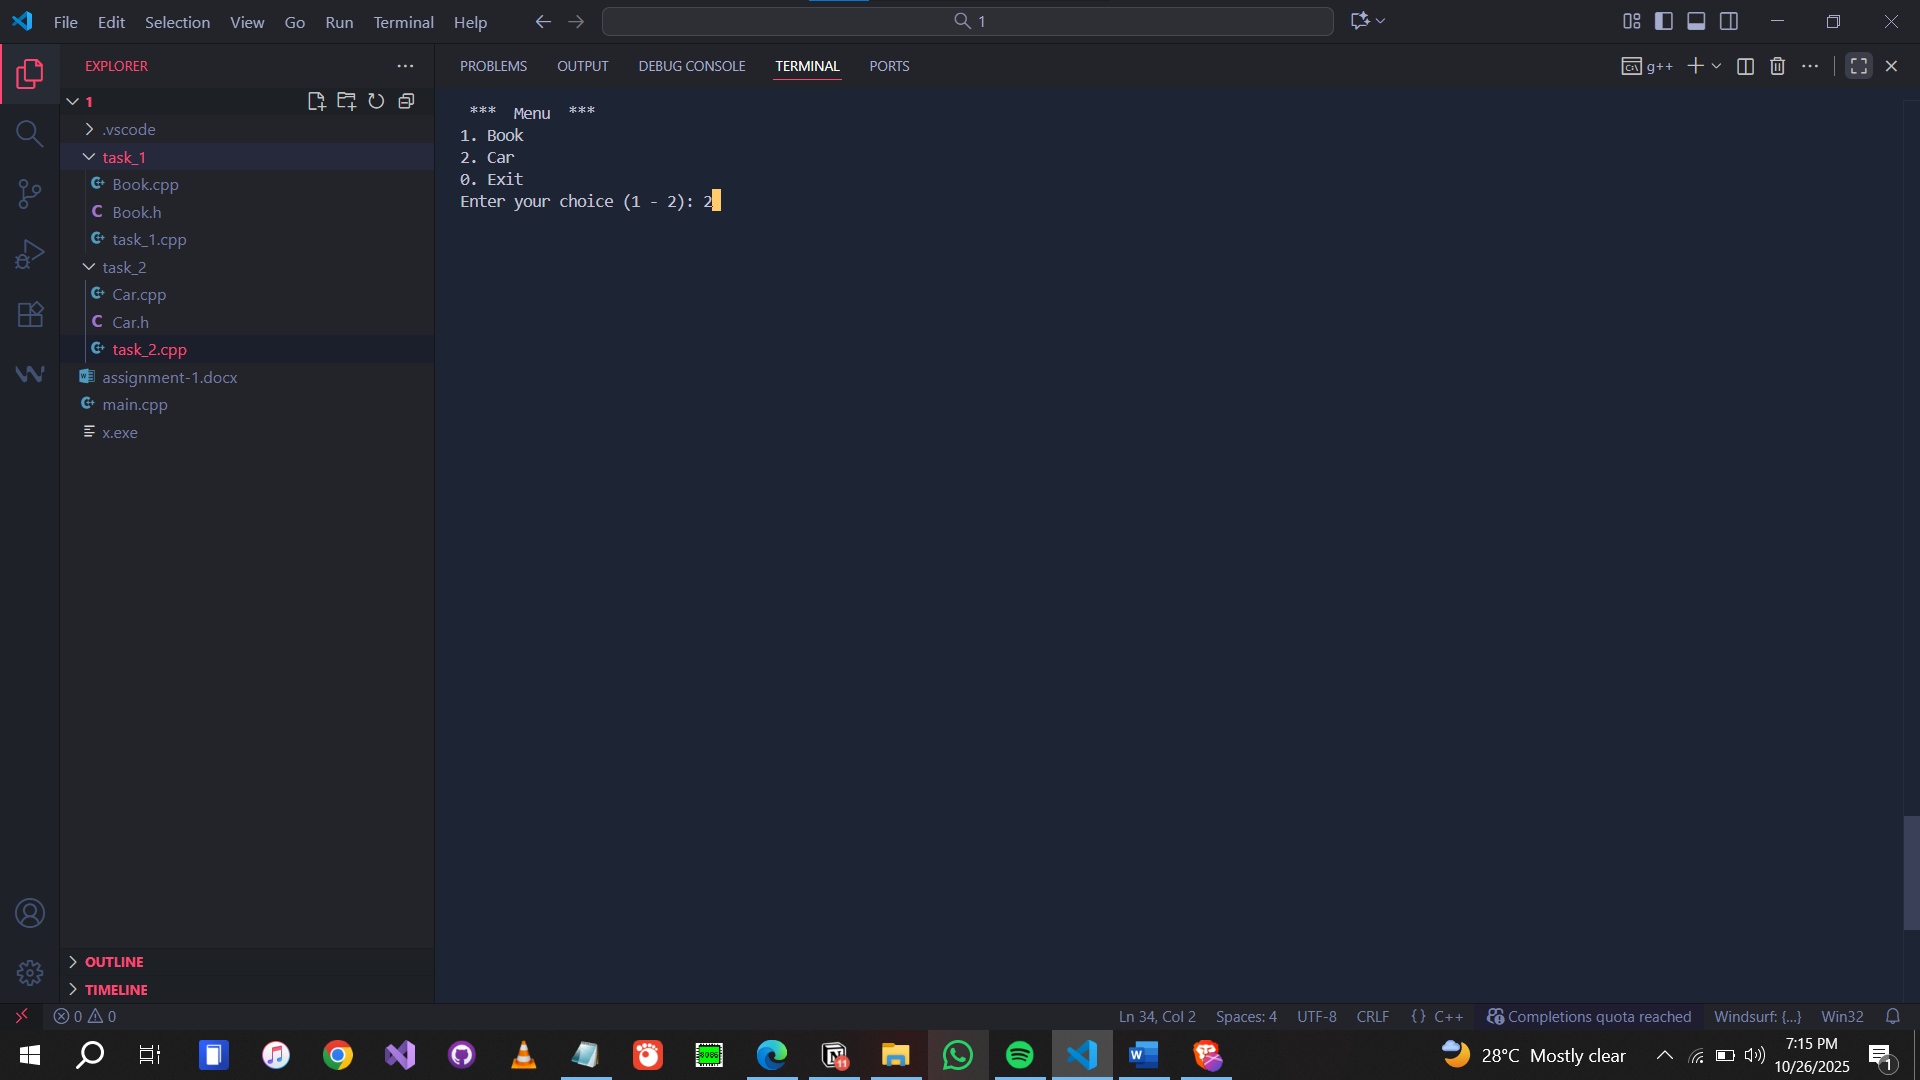 File Edit Selection View Go Run Terminal Help
1
EXPLORER
1
.vscode
task_1
Book.cpp
Book.h
task_1.cpp
task_2
Car.cpp
Car.h
task_2.cpp
assignment-1.docx
main.cpp
x.exe
OUTLINE
TIMELINE
PROBLEMS OUTPUT DEBUG CONSOLE TERMINAL PORTS
g++
*** Menu ***
1. Book
2. Car
0. Exit
Enter your choice (1 - 2): 2
0 0
Ln 34, Col 2 Spaces: 4 UTF-8 CRLF {} C++ Completions quota reached Windsurf: {...} Win32
8086
11
28°C Mostly clear
7:15 PM
10/26/2025
1